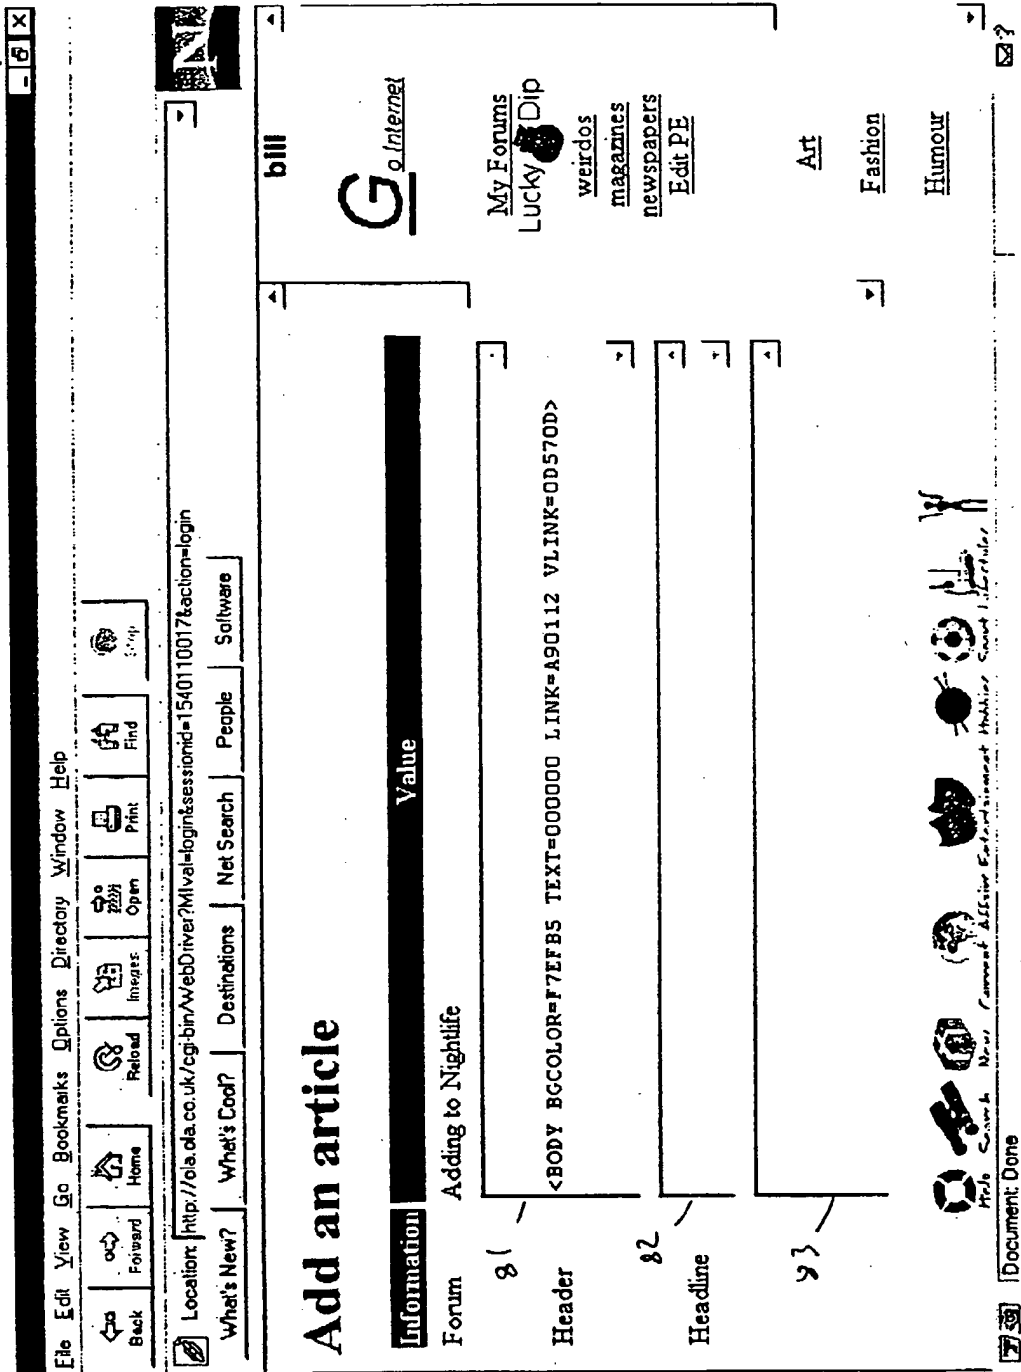 File Edit View Go Bookmarks Options Directory Window Help
Back Forward Home Reload Images Open Print Find Stop
Location: http://ola.ola.co.uk/cgi-bin/WebDriver?MIval=login&sessionid=1540110017&action=login
What's New? What's Cool? Destinations Net Search People Software
Add an article
Information Value
Forum Adding to Nightlife
81
Header
<BODY BGCOLOR=F7EFB5 TEXT=000000 LINK=A90112 VLINK=0D570D>
82
Headline
83
bill
Go Internet
My Forums
Lucky Dip
weirdos
magazines
newspapers
Edit PE
Art
Fashion
Humour
Help Search News Current Affairs Entertainment Hobbies Sport
Document: Done